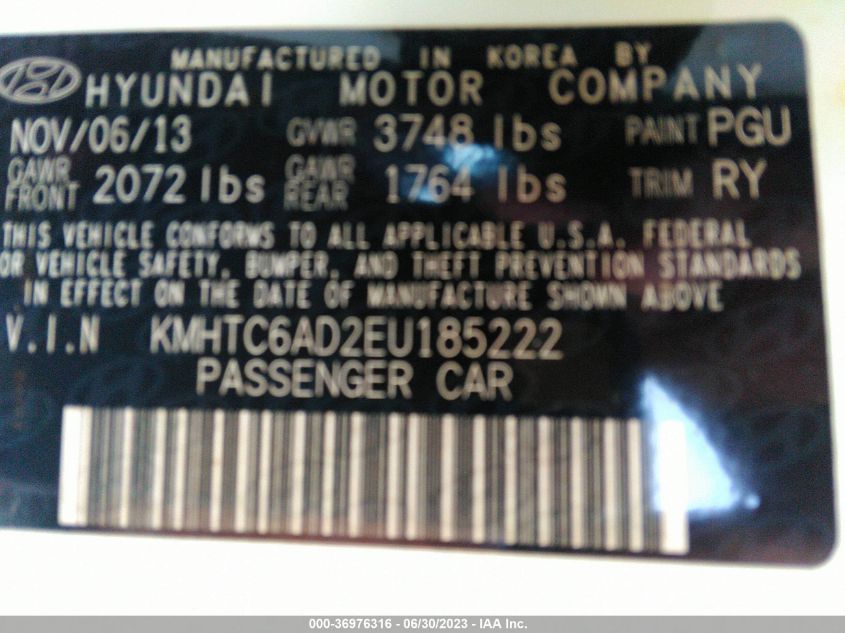 MANUFACTURED IN KOREA BY
HYUNDAI MOTOR COMPANY
NOV/06/13 GVWR 3748 lbs PAINT PGU
GAWR FRONT 2072 lbs GAWR REAR 1764 lbs TRIM RY
THIS VEHICLE CONFORMS TO ALL APPLICABLE U.S.A. FEDERAL
OR VEHICLE SAFETY, BUMPER, AND THEFT PREVENTION STANDARDS
IN EFFECT ON THE DATE OF MANUFACTURE SHOWN ABOVE
V.I.N KMHTC6AD2EU185222
PASSENGER CAR
000-36976316 - 06/30/2023 - IAA Inc.